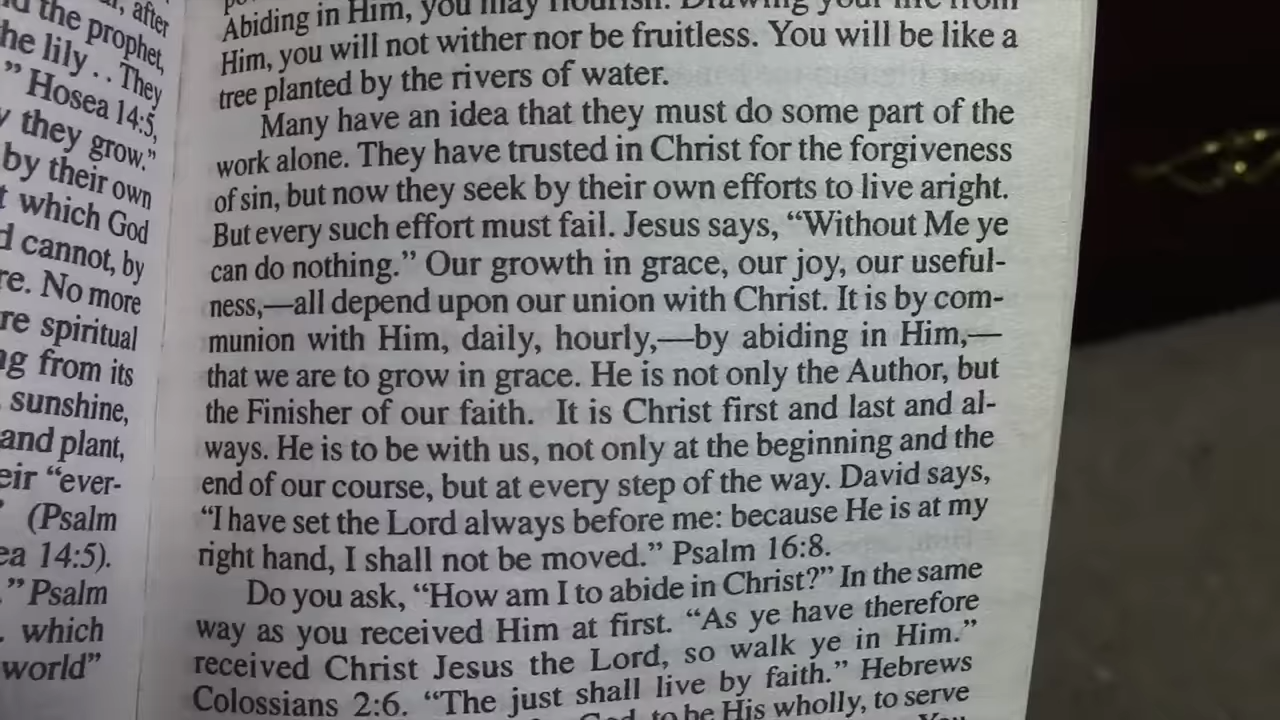 , after
the prophet,
he lily . . They
” Hosea 14:5,
they grow.”
by their own
which God
cannot, by
re. No more
re spiritual
ng from its
sunshine,
and plant,
eir “ever-
(Psalm
ea 14:5).
.” Psalm
. which
world”
Abiding in Him, you may flourish. Drawing your life from
Him, you will not wither nor be fruitless. You will be like a
tree planted by the rivers of water.
Many have an idea that they must do some part of the
work alone. They have trusted in Christ for the forgiveness
of sin, but now they seek by their own efforts to live aright.
But every such effort must fail. Jesus says, “Without Me ye
can do nothing.” Our growth in grace, our joy, our useful-
ness,—all depend upon our union with Christ. It is by com-
munion with Him, daily, hourly,—by abiding in Him,—
that we are to grow in grace. He is not only the Author, but
the Finisher of our faith. It is Christ first and last and al-
ways. He is to be with us, not only at the beginning and the
end of our course, but at every step of the way. David says,
“I have set the Lord always before me: because He is at my
right hand, I shall not be moved.” Psalm 16:8.
Do you ask, “How am I to abide in Christ?” In the same
way as you received Him at first. “As ye have therefore
received Christ Jesus the Lord, so walk ye in Him.”
Colossians 2:6. “The just shall live by faith.” Hebrews
God, to be His wholly, to serve
You